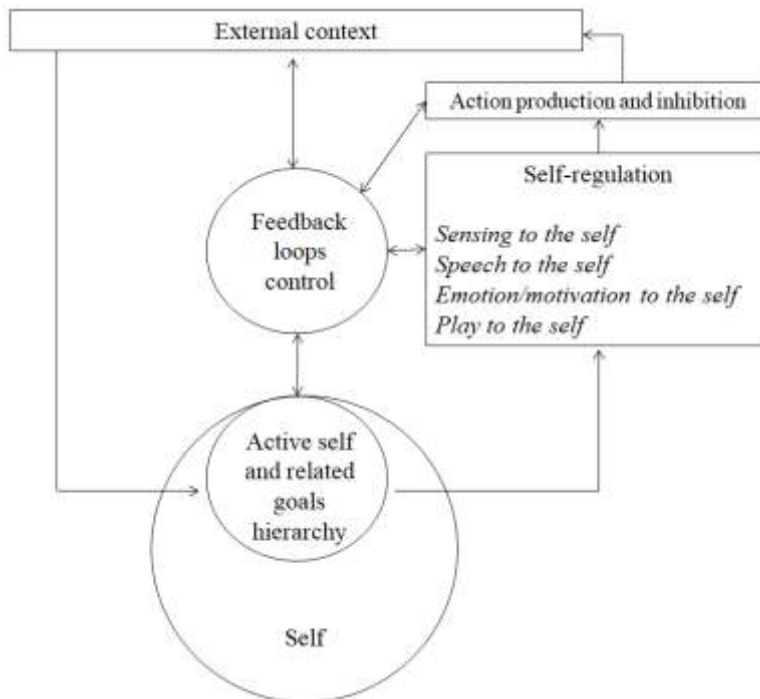 External context
Action production and inhibition
Self-regulation
Sensing to the self
Speech to the self
Emotion/motivation to the self
Play to the self
Feedback
loops
control
Active self
and related
goals
hierarchy
Self